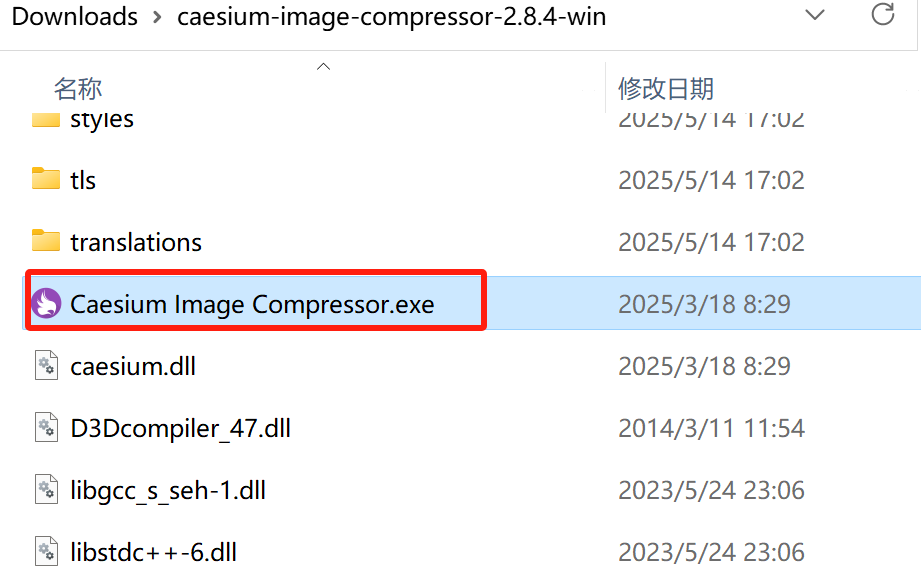 Downloads > caesium-image-compressor-2.8.4-win
名称 修改日期
styles 2025/5/14 17:02
tls 2025/5/14 17:02
translations 2025/5/14 17:02
Caesium Image Compressor.exe 2025/3/18 8:29
caesium.dll 2025/3/18 8:29
D3Dcompiler_47.dll 2014/3/11 11:54
libgcc_s_seh-1.dll 2023/5/24 23:06
libstdc++-6.dll 2023/5/24 23:06